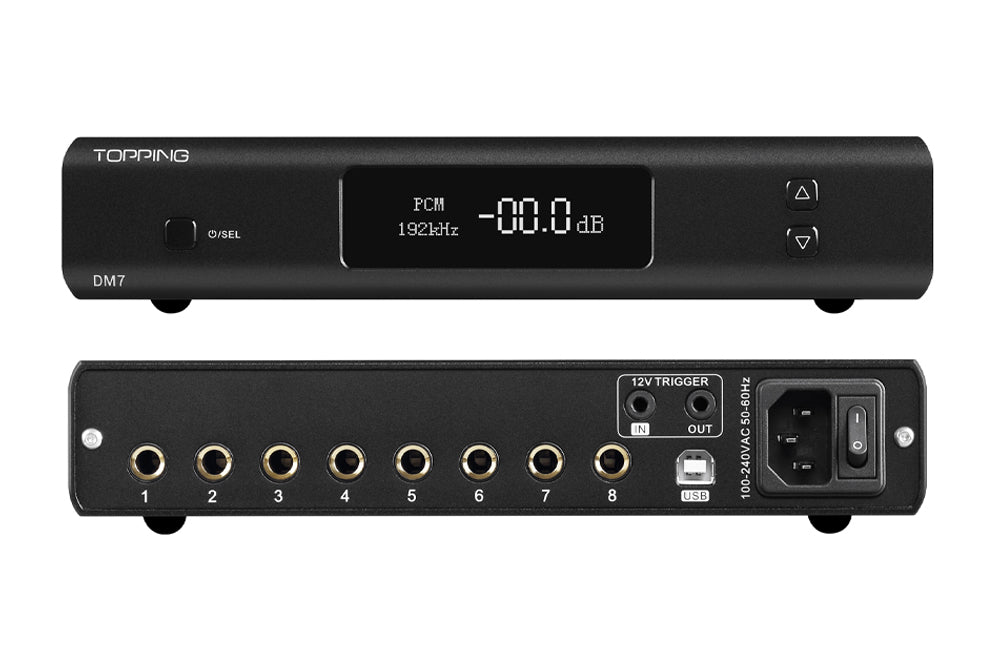 TOPPING
PCM
192kHz
-00.0dB
⏻/SEL
DM7
12V TRIGGER
IN
OUT
1 2 3 4 5 6 7 8
USB
100-240VAC 50-60Hz
I
O